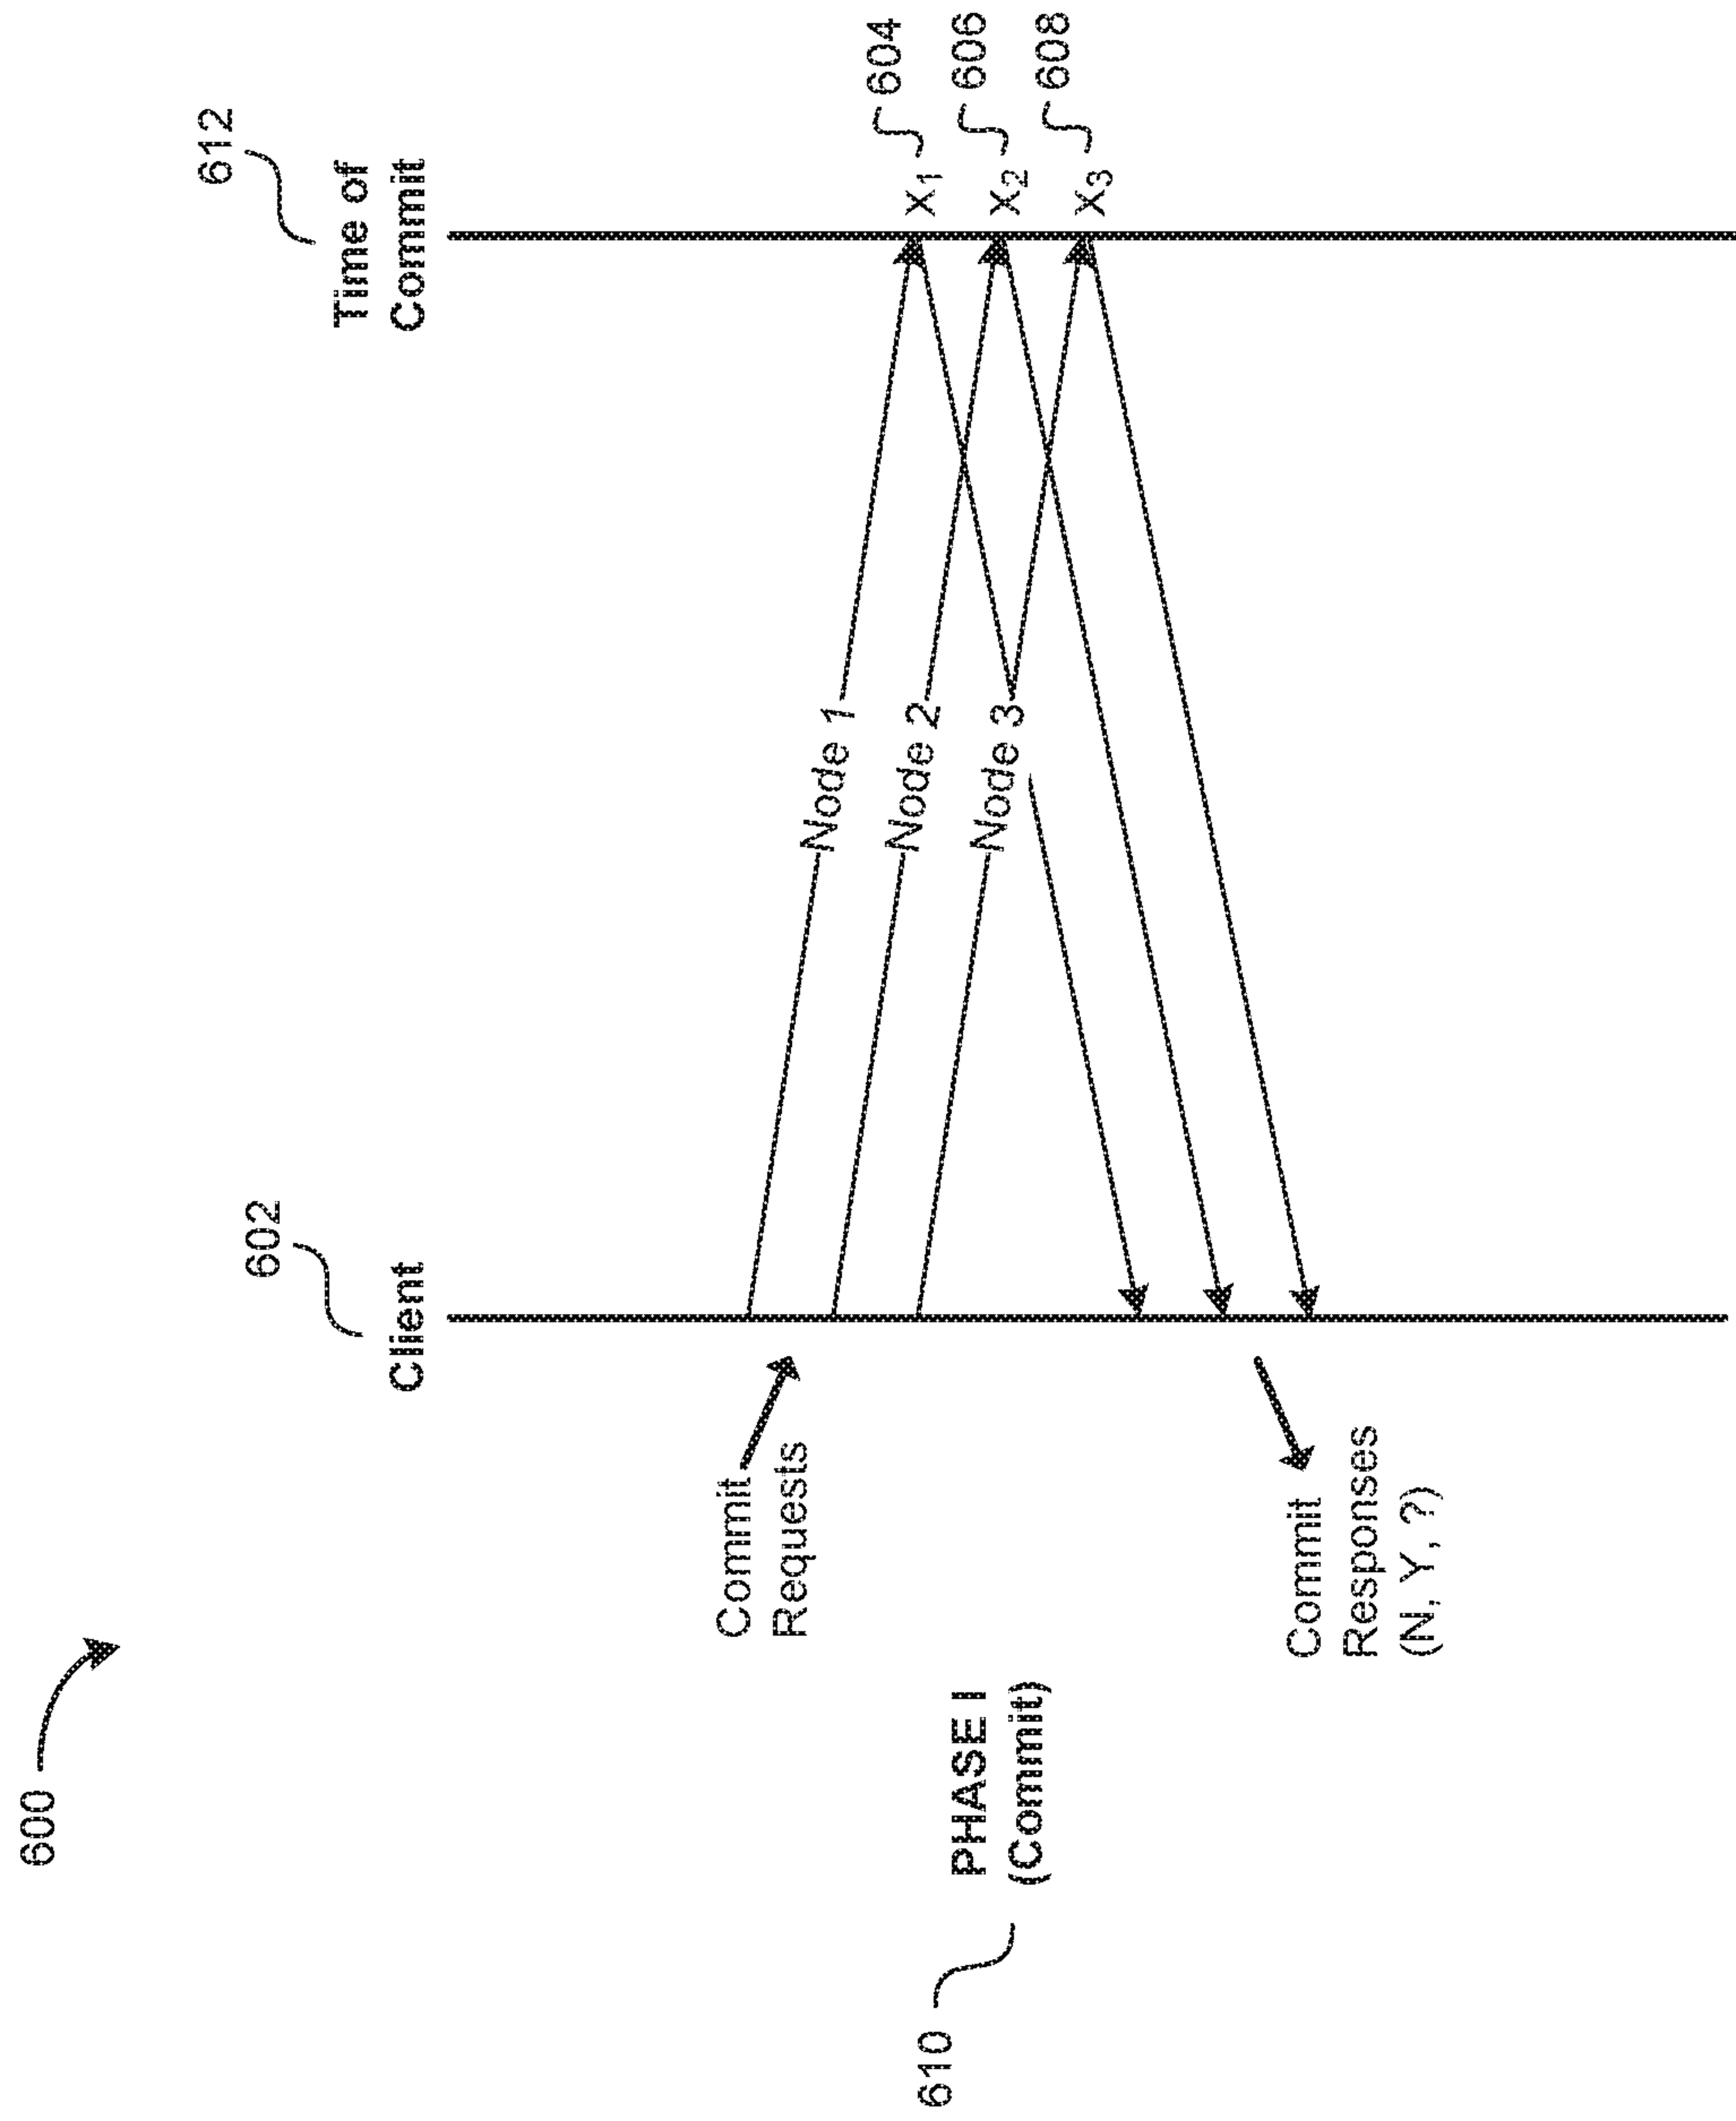 600
612
602
Time of
Commit
Client
Commit
Requests
Node 1
Node 2
Node 3
x1
604
x2
606
x3
608
610
PHASE I
(Commit)
Commit
Responses
(N, Y, ?)